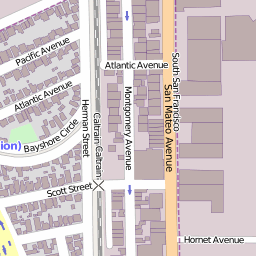 Pacific Avenue
Atlantic Avenue
Atlantic Avenue
South San Francisco
San Mateo Avenue
Montgomery Avenue
Caltrain Caltrain
Herman Street
Bayshore Circle
ion)
Scott Street
Hornet Avenue